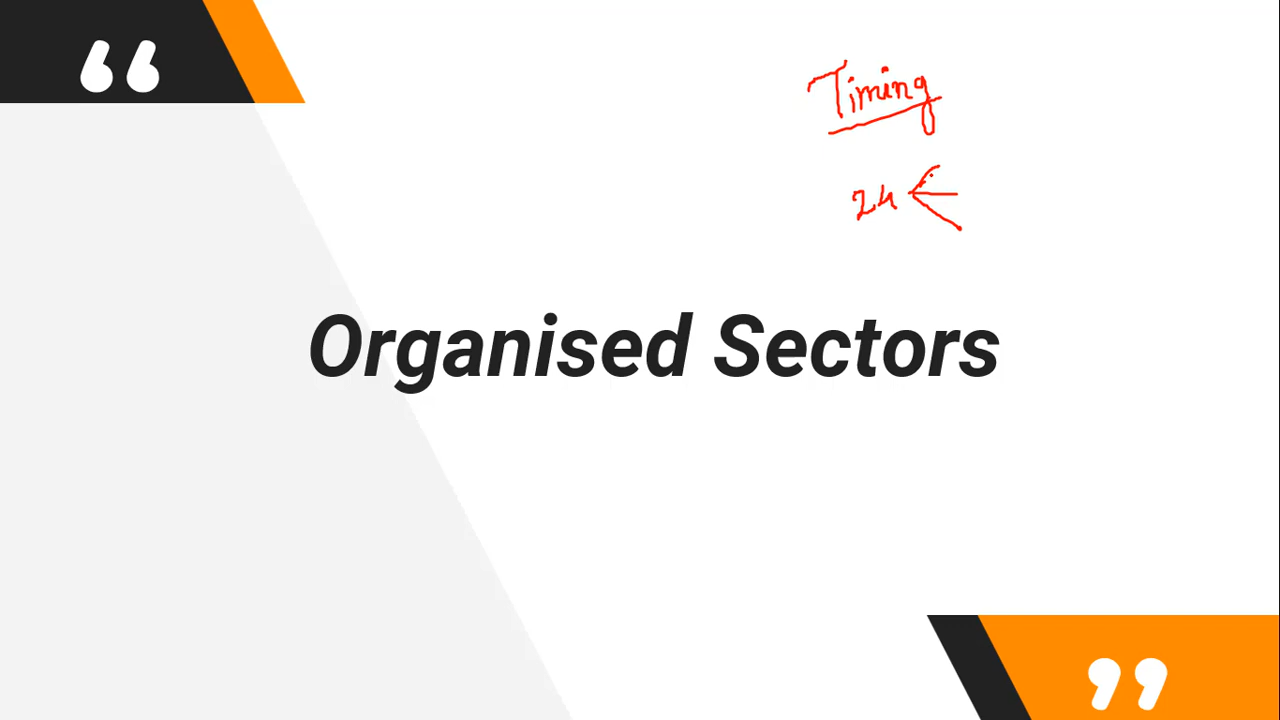 “
Timing
24
Organised Sectors
”